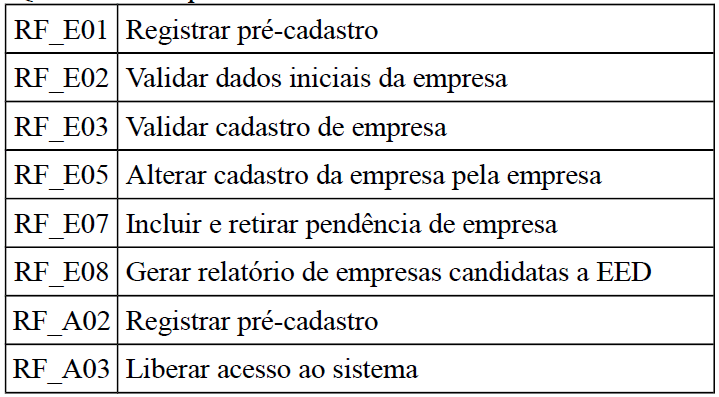 RF_E01 Registrar pré-cadastro
RF_E02 Validar dados iniciais da empresa
RF_E03 Validar cadastro de empresa
RF_E05 Alterar cadastro da empresa pela empresa
RF_E07 Incluir e retirar pendência de empresa
RF_E08 Gerar relatório de empresas candidatas a EED
RF_A02 Registrar pré-cadastro
RF_A03 Liberar acesso ao sistema